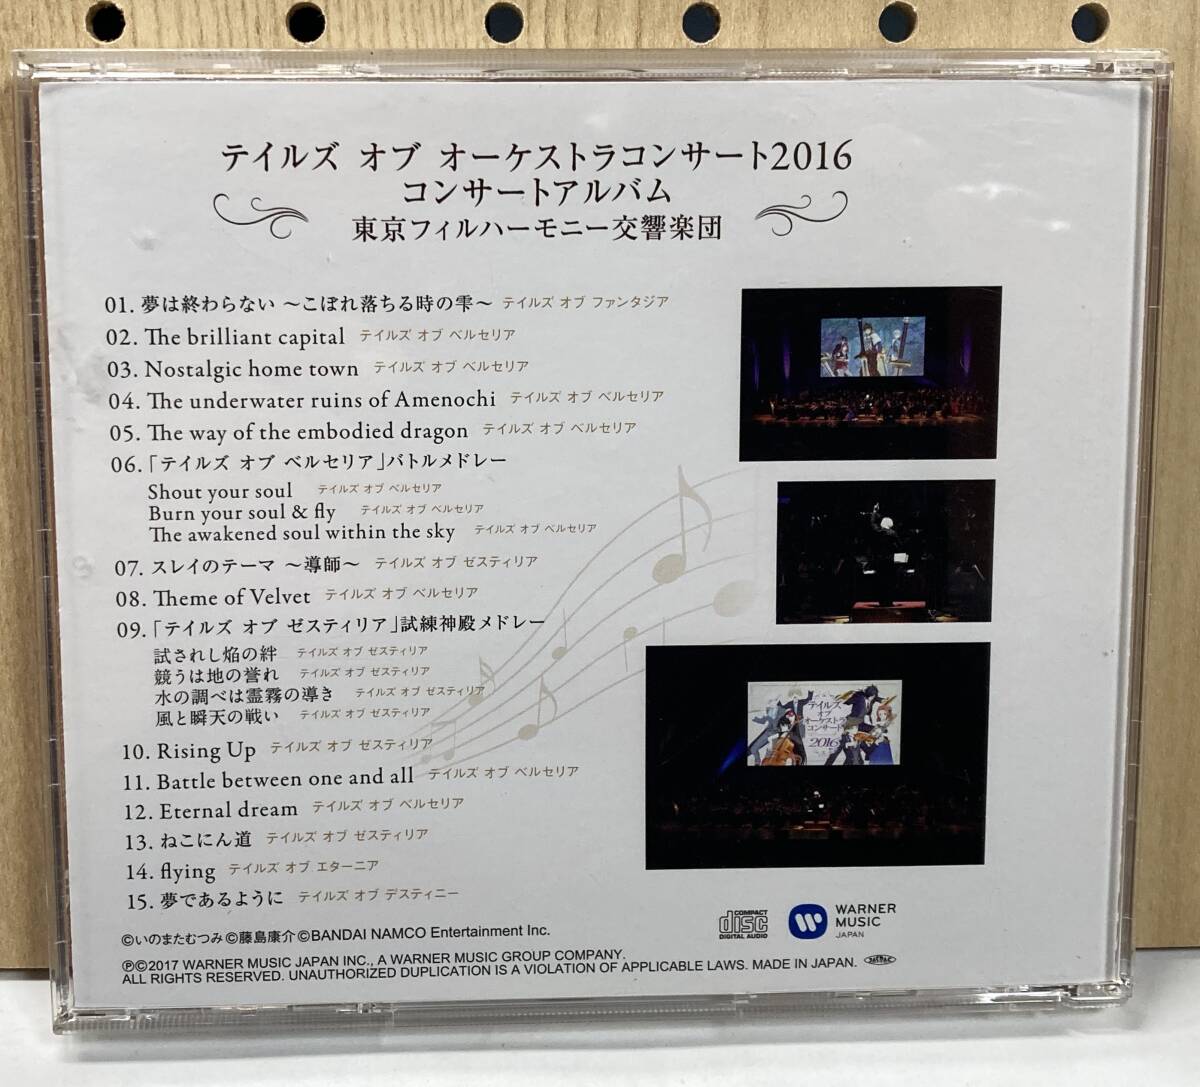 テイルズ オブ オーケストラコンサート2016
コンサートアルバム
東京フィルハーモニー交響楽団
01. 夢は終わらない ～こぼれ落ちる時の雫～ テイルズ オブ ファンタジア
02. The brilliant capital テイルズ オブ ベルセリア
03. Nostalgic home town テイルズ オブ ベルセリア
04. The underwater ruins of Amenochi テイルズ オブ ベルセリア
05. The way of the embodied dragon テイルズ オブ ベルセリア
06. 「テイルズ オブ ベルセリア」バトルメドレー
Shout your soul テイルズ オブ ベルセリア
Burn your soul & fly テイルズ オブ ベルセリア
The awakened soul within the sky テイルズ オブ ベルセリア
07. スレイのテーマ ～導師～ テイルズ オブ ゼスティリア
08. Theme of Velvet テイルズ オブ ベルセリア
09. 「テイルズ オブ ゼスティリア」試練神殿メドレー
試されし焔の絆 テイルズ オブ ゼスティリア
競うは地の誉れ テイルズ オブ ゼスティリア
水の調べは霊霧の導き テイルズ オブ ゼスティリア
風と瞬天の戦い テイルズ オブ ゼスティリア
10. Rising Up テイルズ オブ ゼスティリア
11. Battle between one and all テイルズ オブ ベルセリア
12. Eternal dream テイルズ オブ ベルセリア
13. ねこにん道 テイルズ オブ ゼスティリア
14. flying テイルズ オブ エターニア
15. 夢であるように テイルズ オブ デスティニー
テイルズ
オブ
オーケストラ
コンサート
2016
COMPACT
disc
DIGITAL AUDIO
WARNER
MUSIC
JAPAN
©いのまたむつみ ©藤島康介 ©BANDAI NAMCO Entertainment Inc.
Ⓟ©2017 WARNER MUSIC JAPAN INC., A WARNER MUSIC GROUP COMPANY.
ALL RIGHTS RESERVED. UNAUTHORIZED DUPLICATION IS A VIOLATION OF APPLICABLE LAWS. MADE IN JAPAN.